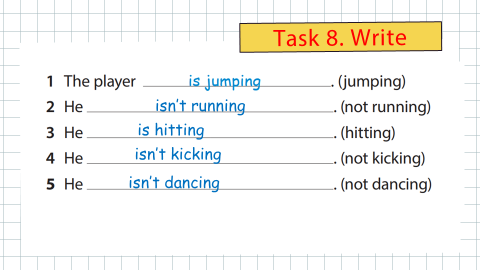 Task 8. Write
1 The player is jumping. (jumping)
2 He isn't running. (not running)
3 He is hitting. (hitting)
4 He isn't kicking. (not kicking)
5 He isn't dancing. (not dancing)